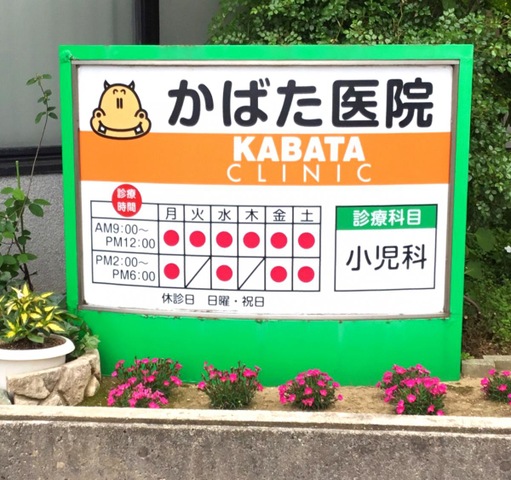 かばた医院
KABATA
CLINIC
診療時間
月 火 水 木 金 土
AM9:00～PM12:00 ● ● ● ● ● ●
PM2:00～PM6:00 ● ／ ● ／ ● ●
休診日 日曜・祝日
診療科目
小児科